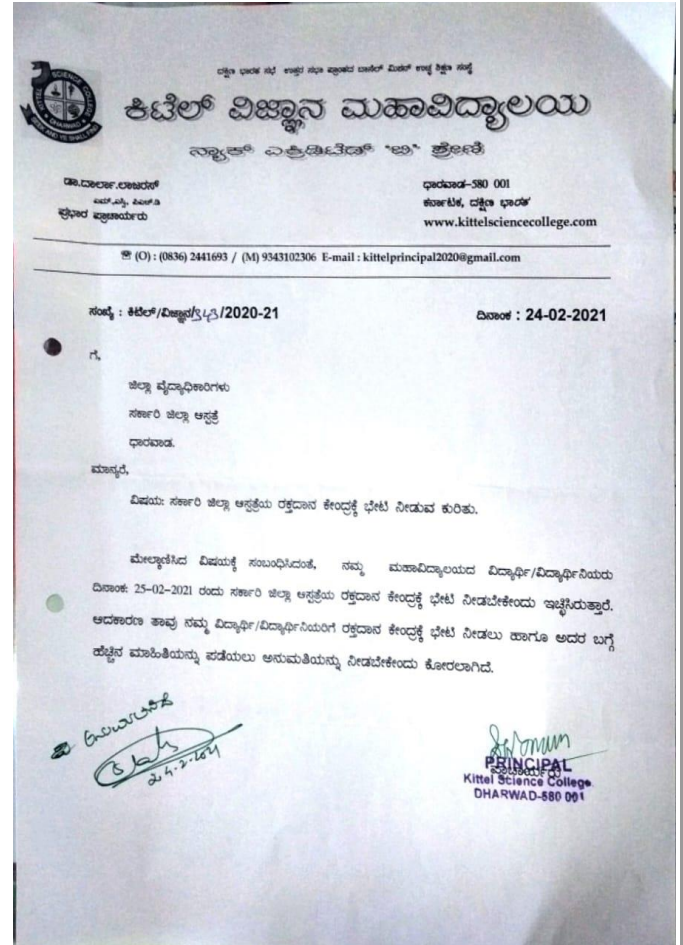 ದಕ್ಷಿಣ ಭಾರತ ಸಭೆ ಉತ್ತರ ಸಭಾ ಪ್ರಾಂತದ ಬಾಸೆಲ್ ಮಿಶನ್ ಉಚ್ಚ ಶಿಕ್ಷಣ ಸಂಸ್ಥೆ
ಕಿಟೆಲ್ ವಿಜ್ಞಾನ ಮಹಾವಿದ್ಯಾಲಯ
ನ್ಯಾಕ್ ಎಕ್ರಿಡಿಟೆಡ್ "ಬಿ" ಶ್ರೇಣಿ
ಡಾ.ದಾರ್ಲಾ.ಲಾಜರಸ್
ಎಮ್.ಎಸ್ಸಿ, ಪಿಎಚ್.ಡಿ
ಪ್ರಭಾರ ಪ್ರಾಚಾರ್ಯರು
ಧಾರವಾಡ-580 001
ಕರ್ನಾಟಕ, ದಕ್ಷಿಣ ಭಾರತ
www.kittelsciencecollege.com
☎ (O) : (0836) 2441693 / (M) 9343102306 E-mail : kittelprincipal2020@gmail.com
ಸಂಖ್ಯೆ : ಕಿಟೆಲ್/ವಿಜ್ಞಾನ/343/2020-21
ದಿನಾಂಕ : 24-02-2021
ಗೆ,
ಜಿಲ್ಲಾ ವೈದ್ಯಾಧಿಕಾರಿಗಳು
ಸರ್ಕಾರಿ ಜಿಲ್ಲಾ ಆಸ್ಪತ್ರೆ
ಧಾರವಾಡ.
ಮಾನ್ಯರೆ,
ವಿಷಯ: ಸರ್ಕಾರಿ ಜಿಲ್ಲಾ ಆಸ್ಪತ್ರೆಯ ರಕ್ತದಾನ ಕೇಂದ್ರಕ್ಕೆ ಭೇಟಿ ನೀಡುವ ಕುರಿತು.
ಮೇಲ್ಕಾಣಿಸಿದ ವಿಷಯಕ್ಕೆ ಸಂಬಂಧಿಸಿದಂತೆ, ನಮ್ಮ ಮಹಾವಿದ್ಯಾಲಯದ ವಿದ್ಯಾರ್ಥಿ/ವಿದ್ಯಾರ್ಥಿನಿಯರು
ದಿನಾಂಕ: 25-02-2021 ರಂದು ಸರ್ಕಾರಿ ಜಿಲ್ಲಾ ಆಸ್ಪತ್ರೆಯ ರಕ್ತದಾನ ಕೇಂದ್ರಕ್ಕೆ ಭೇಟಿ ನೀಡಬೇಕೇಂದು ಇಚ್ಛಿಸಿರುತ್ತಾರೆ.
ಆದಕಾರಣ ತಾವು ನಮ್ಮ ವಿದ್ಯಾರ್ಥಿ/ವಿದ್ಯಾರ್ಥಿನಿಯರಿಗೆ ರಕ್ತದಾನ ಕೇಂದ್ರಕ್ಕೆ ಭೇಟಿ ನೀಡಲು ಹಾಗೂ ಅದರ ಬಗ್ಗೆ
ಹೆಚ್ಚಿನ ಮಾಹಿತಿಯನ್ನು ಪಡೆಯಲು ಅನುಮತಿಯನ್ನು ನೀಡಬೇಕೇಂದು ಕೋರಲಾಗಿದೆ.
24-2-2021
PRINCIPAL
ಪ್ರಾಚಾರ್ಯರು
Kittel Science College
DHARWAD-580 001